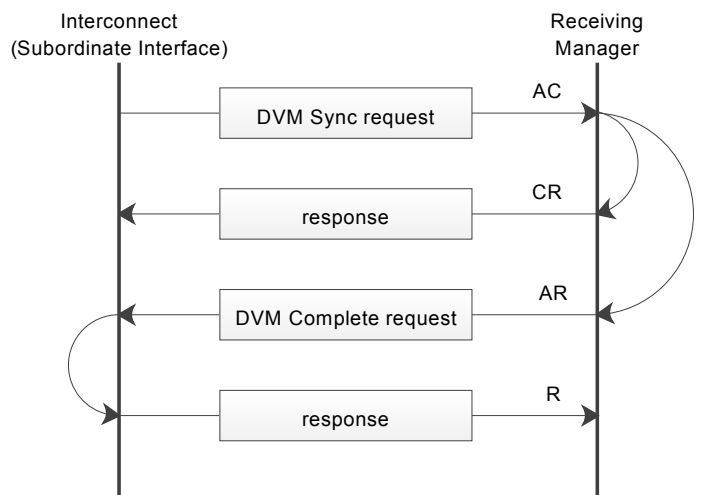 Interconnect
(Subordinate Interface)
Receiving
Manager
DVM Sync request
AC
response
CR
DVM Complete request
AR
response
R